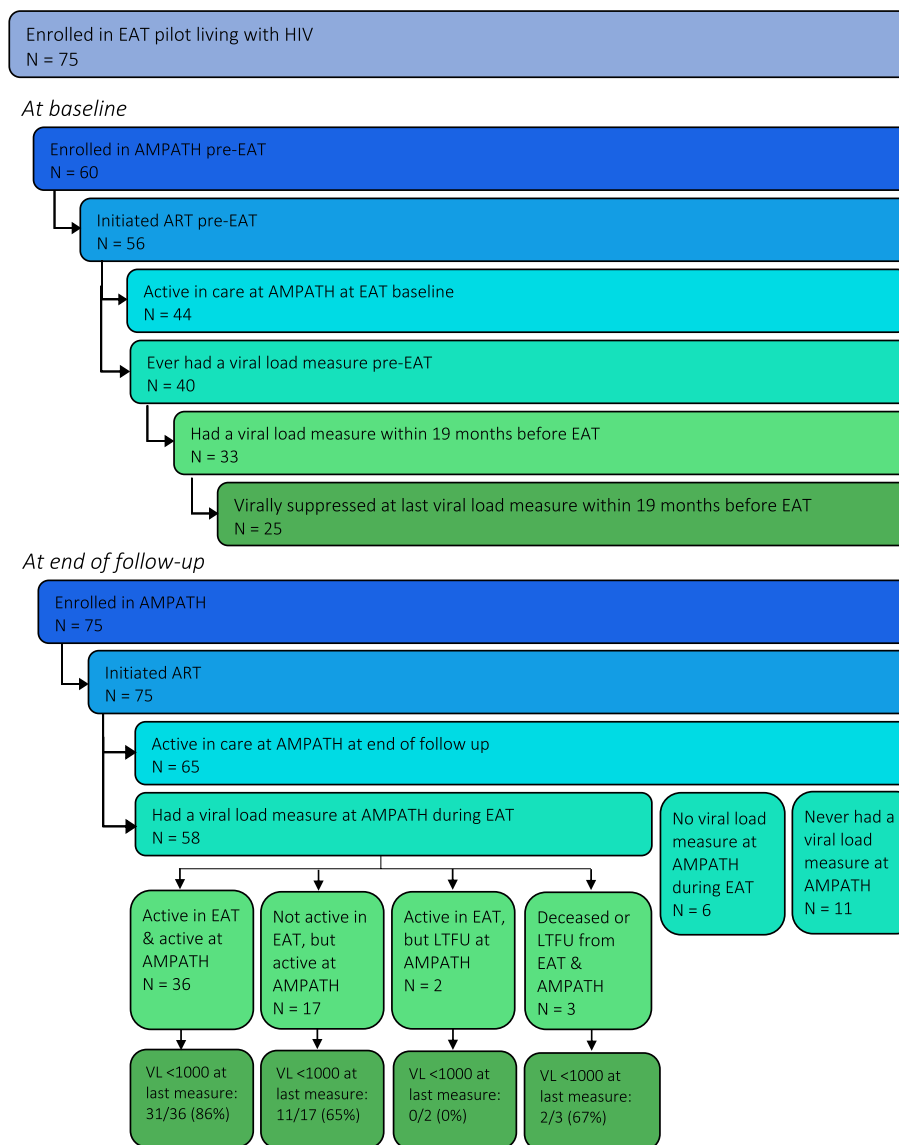 Enrolled in EAT pilot living with HIV
N = 75
At baseline
Enrolled in AMPATH pre-EAT
N = 60
Initiated ART pre-EAT
N = 56
Active in care at AMPATH at EAT baseline
N = 44
Ever had a viral load measure pre-EAT
N = 40
Had a viral load measure within 19 months before EAT
N = 33
Virally suppressed at last viral load measure within 19 months before EAT
N = 25
At end of follow-up
Enrolled in AMPATH
N = 75
Initiated ART
N = 75
Active in care at AMPATH at end of follow up
N = 65
Had a viral load measure at AMPATH during EAT
N = 58
No viral load
measure at
AMPATH
during EAT
N = 6
Never had a
viral load
measure at
AMPATH
N = 11
Active in EAT
& active at
AMPATH
N = 36
Not active in
EAT, but
active at
AMPATH
N = 17
Active in EAT,
but LTFU at
AMPATH
N = 2
Deceased or
LTFU from
EAT &
AMPATH
N = 3
VL <1000 at
last measure:
31/36 (86%)
VL <1000 at
last measure:
11/17 (65%)
VL <1000 at
last measure:
0/2 (0%)
VL <1000 at
last measure:
2/3 (67%)